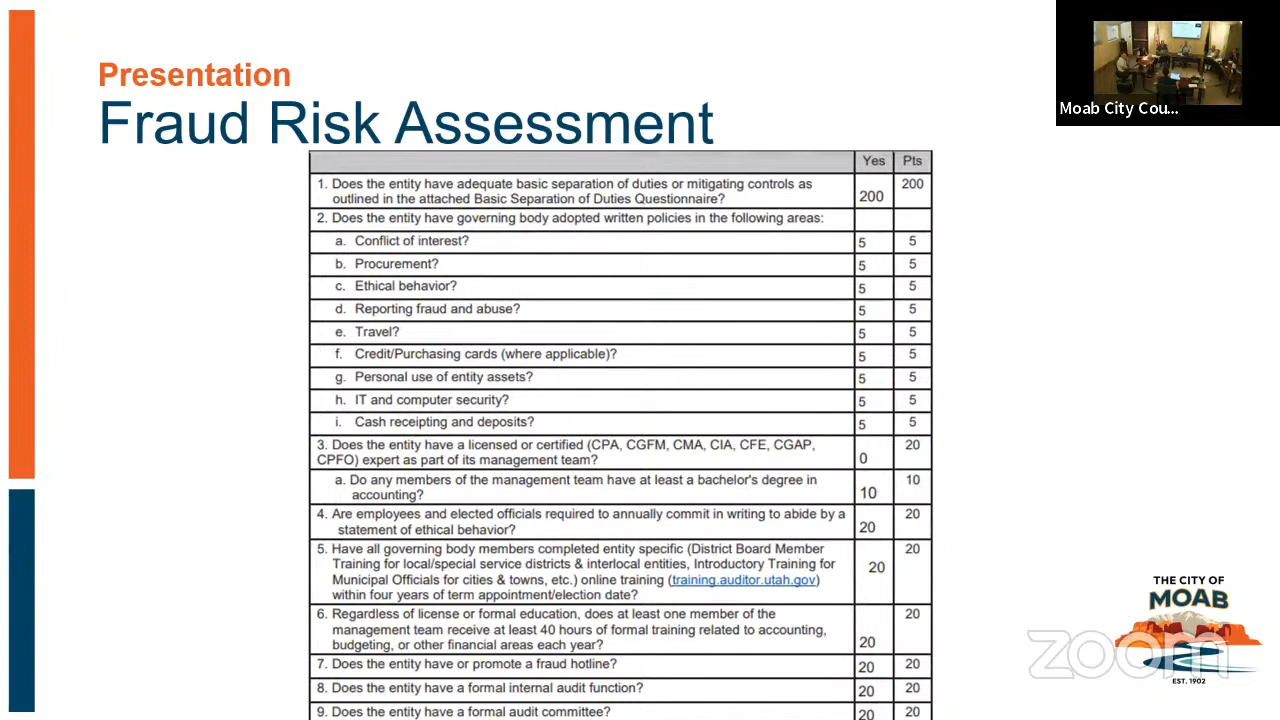 Presentation
Fraud Risk Assessment
Moab City Cou...
Yes Pts
1. Does the entity have adequate basic separation of duties or mitigating controls as
outlined in the attached Basic Separation of Duties Questionnaire? 200 200
2. Does the entity have governing body adopted written policies in the following areas:
a. Conflict of interest? 5 5
b. Procurement? 5 5
c. Ethical behavior? 5 5
d. Reporting fraud and abuse? 5 5
e. Travel? 5 5
f. Credit/Purchasing cards (where applicable)? 5 5
g. Personal use of entity assets? 5 5
h. IT and computer security? 5 5
i. Cash receipting and deposits? 5 5
3. Does the entity have a licensed or certified (CPA, CGFM, CMA, CIA, CFE, CGAP,
CPFO) expert as part of its management team? 0 20
a. Do any members of the management team have at least a bachelor's degree in
accounting? 10 10
4. Are employees and elected officials required to annually commit in writing to abide by a
statement of ethical behavior? 20 20
5. Have all governing body members completed entity specific (District Board Member
Training for local/special service districts & interlocal entities, Introductory Training for
Municipal Officials for cities & towns, etc.) online training (training.auditor.utah.gov)
within four years of term appointment/election date? 20 20
6. Regardless of license or formal education, does at least one member of the
management team receive at least 40 hours of formal training related to accounting,
budgeting, or other financial areas each year? 20 20
7. Does the entity have or promote a fraud hotline? 20 20
8. Does the entity have a formal internal audit function? 20 20
9. Does the entity have a formal audit committee? 20 20
THE CITY OF
MOAB
EST. 1902
zoom